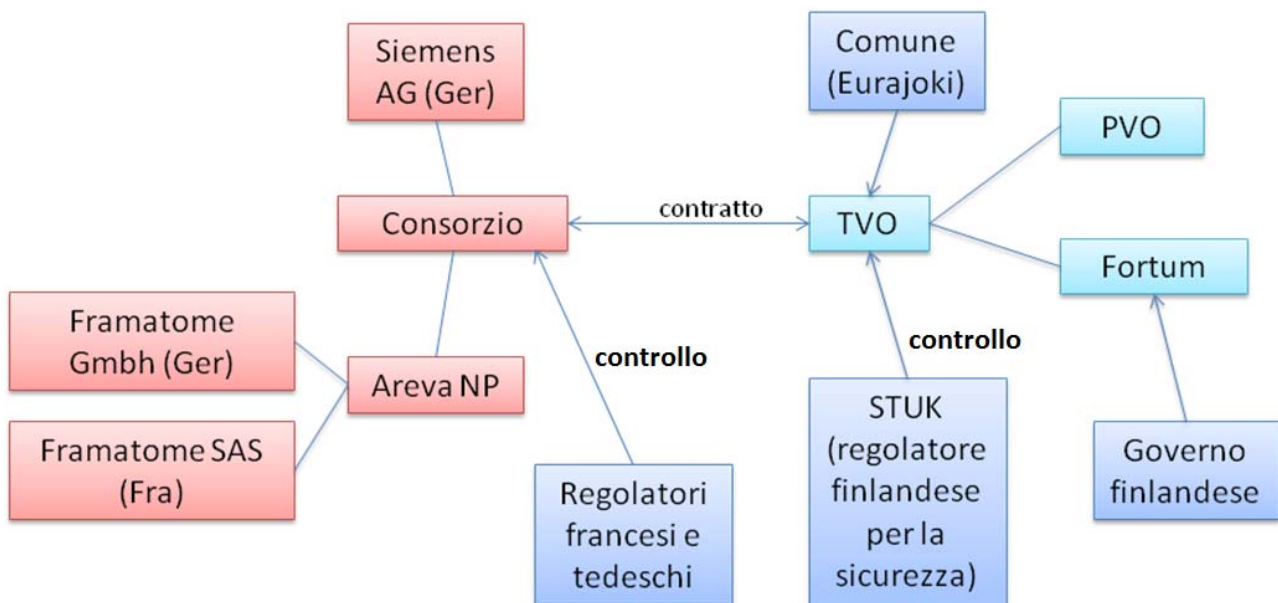 Siemens
AG (Ger)
Comune
(Eurajoki)
PVO
Consorzio
contratto
TVO
Fortum
Framatome
Gmbh (Ger)
Areva NP
controllo
controllo
Framatome SAS
(Fra)
Regolatori
francesi e
tedeschi
STUK
(regolatore
finlandese
per la
sicurezza)
Governo
finlandese